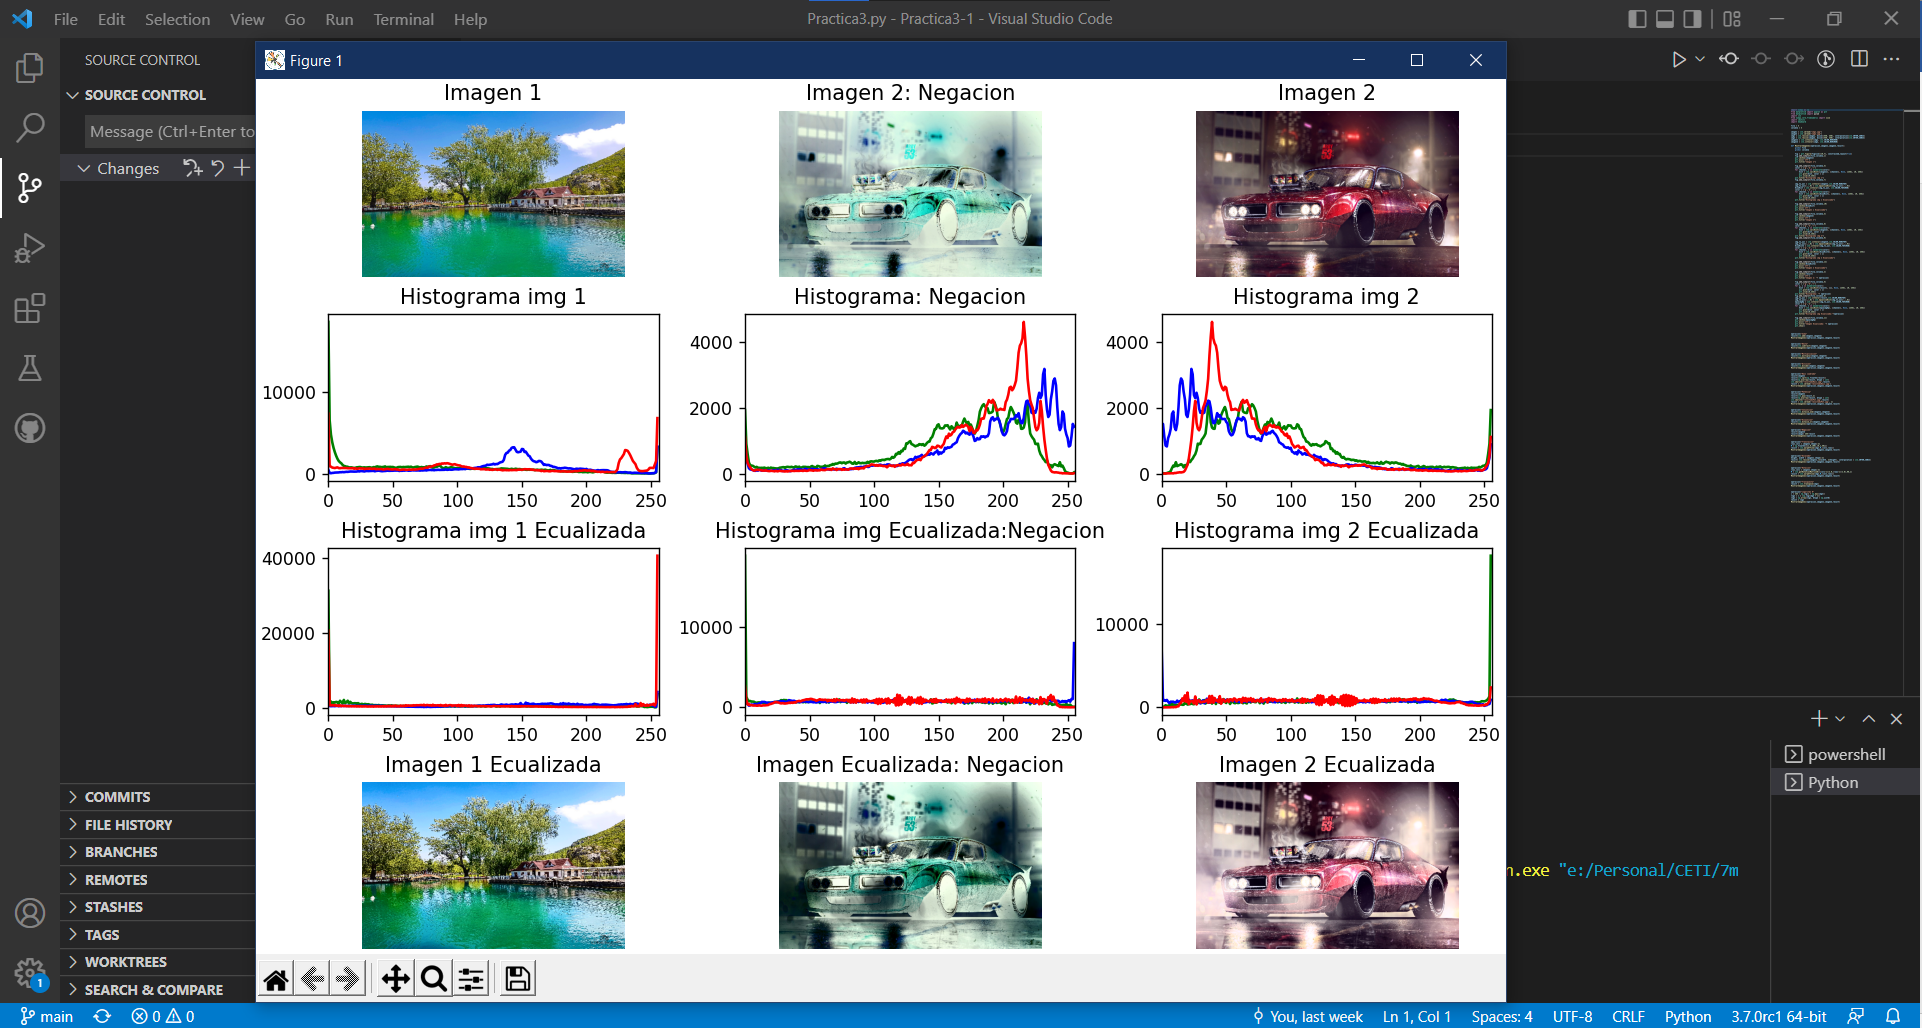 File Edit Selection View Go Run Terminal Help
Practica3.py - Practica3-1 - Visual Studio Code
SOURCE CONTROL
SOURCE CONTROL
Message (Ctrl+Enter to
Changes
Figure 1
Imagen 1
Imagen 2: Negacion
Imagen 2
Histograma img 1
Histograma: Negacion
Histograma img 2
10000
0
0 50 100 150 200 250
4000
2000
0
0 50 100 150 200 250
4000
2000
0
0 50 100 150 200 250
Histograma img 1 Ecualizada
Histograma img Ecualizada:Negacion
Histograma img 2 Ecualizada
40000
20000
0
0 50 100 150 200 250
10000
0
0 50 100 150 200 250
10000
0
0 50 100 150 200 250
Imagen 1 Ecualizada
Imagen Ecualizada: Negacion
Imagen 2 Ecualizada
COMMITS
FILE HISTORY
BRANCHES
REMOTES
STASHES
TAGS
WORKTREES
SEARCH & COMPARE
powershell
Python
n.exe "e:/Personal/CETI/7m
1
main
0 0
You, last week
Ln 1, Col 1
Spaces: 4
UTF-8
CRLF
Python
3.7.0rc1 64-bit